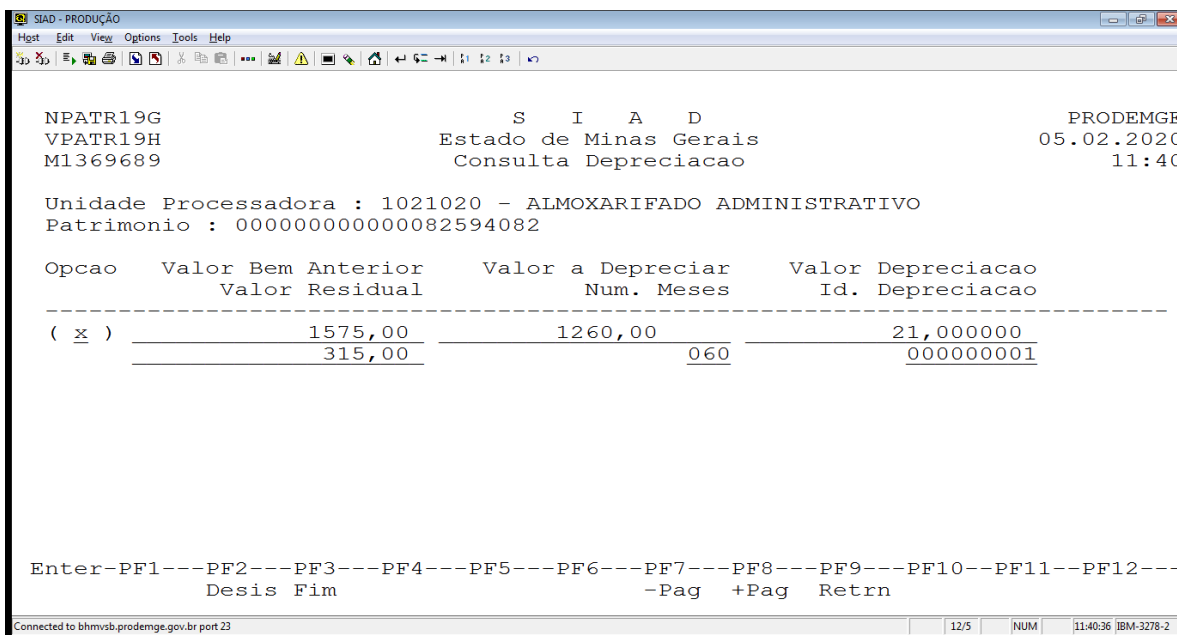 SIAD - PRODUÇÃO
Host Edit View Options Tools Help
NPATR19G S I A D PRODEMGE
VPATR19H Estado de Minas Gerais 05.02.2020
M1369689 Consulta Depreciacao 11:40
Unidade Processadora : 1021020 - ALMOXARIFADO ADMINISTRATIVO
Patrimonio : 000000000000082594082
Opcao Valor Bem Anterior Valor a Depreciar Valor Depreciacao
Valor Residual Num. Meses Id. Depreciacao
--------------------------------------------------------------------------------
( x ) 1575,00 1260,00 21,000000
315,00 060 000000001
Enter-PF1---PF2---PF3---PF4---PF5---PF6---PF7---PF8---PF9---PF10--PF11--PF12---
Desis Fim -Pag +Pag Retrn
Connected to bhmvsb.prodemge.gov.br port 23 12/5 NUM 11:40:36 IBM-3278-2